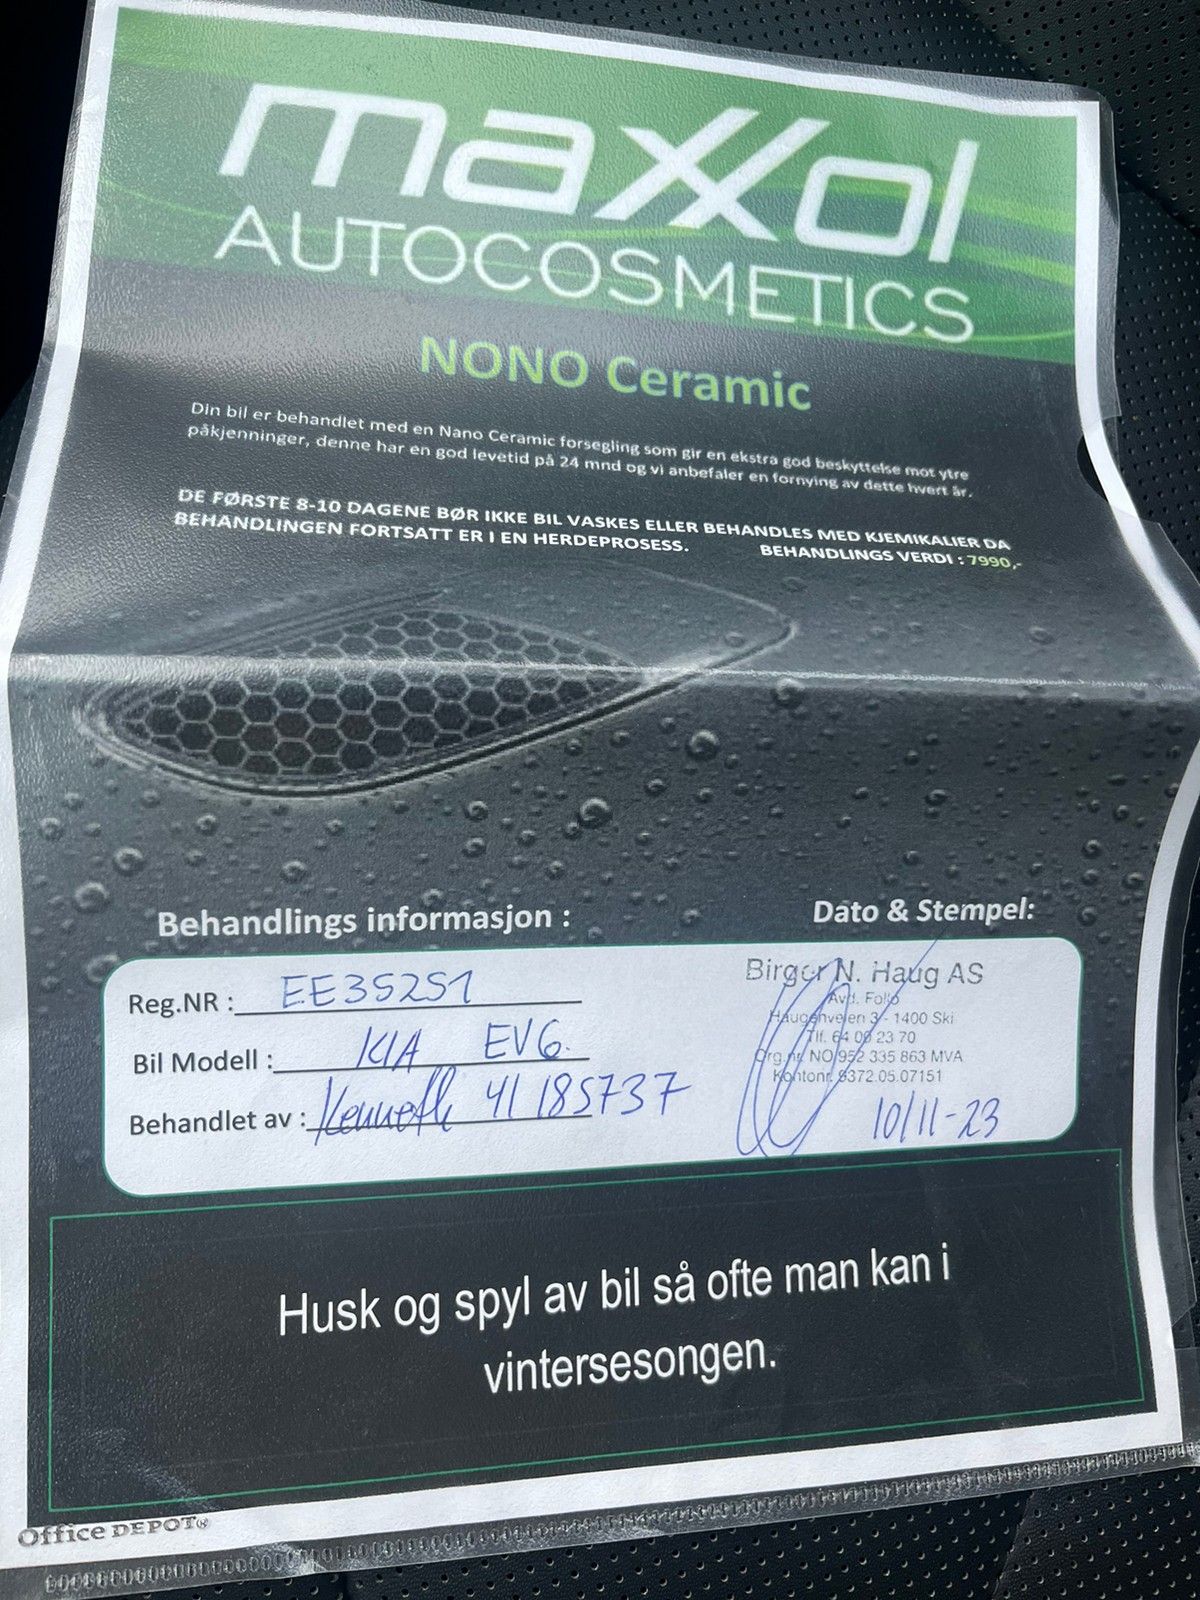 maxxol
AUTOCOSMETICS
NONO Ceramic
Din bil er behandlet med en Nano Ceramic forsegling som gir en ekstra god beskyttelse mot ytre
påkjenninger, denne har en god levetid på 24 mnd og vi anbefaler en fornying av dette hvert år.
DE FØRSTE 8-10 DAGENE BØR IKKE BIL VASKES ELLER BEHANDLES MED KJEMIKALIER DA
BEHANDLINGEN FORTSATT ER I EN HERDEPROSESS. BEHANDLINGS VERDI : 7990,-
Behandlings informasjon :
Dato & Stempel:
Reg.NR : EE35251
Bil Modell : KIA EV6.
Behandlet av : Kenneth 41185737
Birger N. Haug AS
Avd. Follo
Haugenveien 3 - 1400 Ski
Tlf. 64 00 23 70
Org.nr. NO 952 335 863 MVA
Kontonr. 9372.05.07151
10/11-23
Husk og spyl av bil så ofte man kan i
vintersesongen.
Office DEPOT®